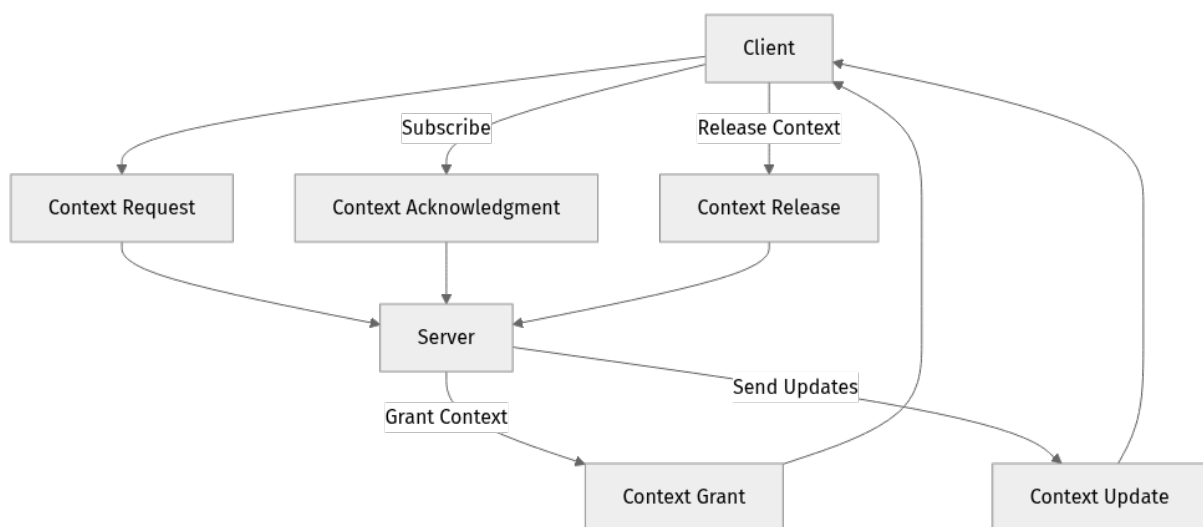 Client
Subscribe
Release Context
Context Request
Context Acknowledgment
Context Release
Server
Send Updates
Grant Context
Context Grant
Context Update